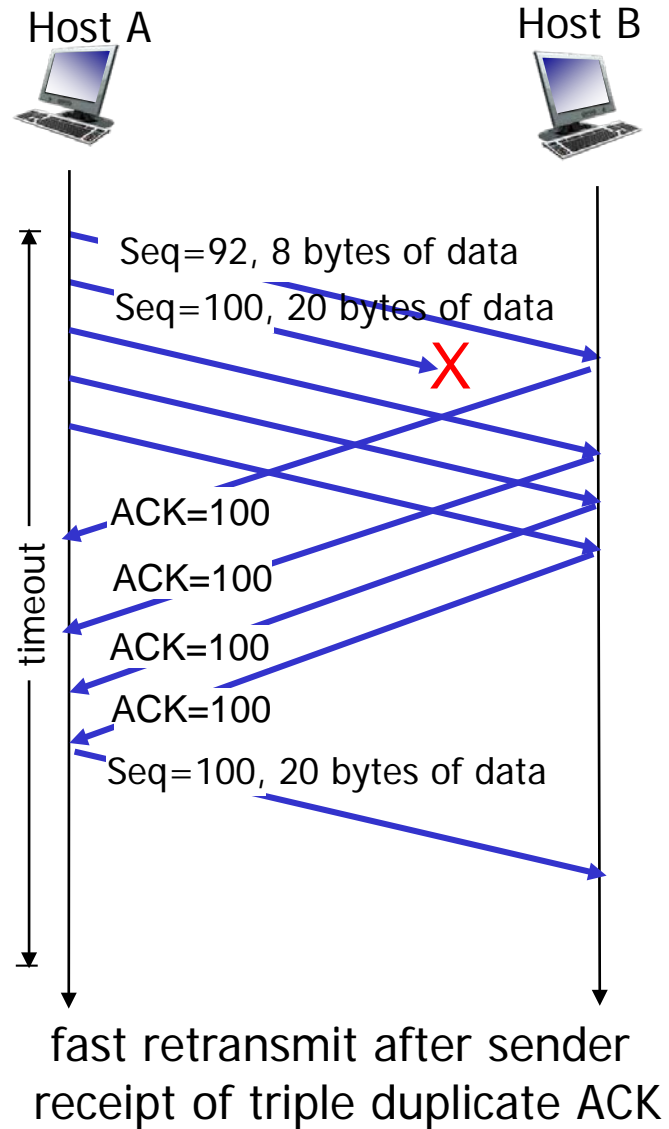 Host A
Host B
Seq=92, 8 bytes of data
Seq=100, 20 bytes of data
X
ACK=100
timeout
ACK=100
ACK=100
ACK=100
Seq=100, 20 bytes of data
fast retransmit after sender
receipt of triple duplicate ACK